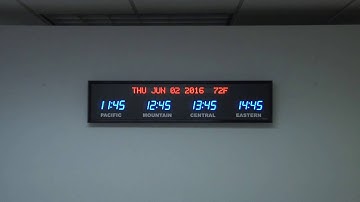 THU JUN 02 2016 72F
11:45 12:45 13:45 14:45
PACIFIC MOUNTAIN CENTRAL EASTERN